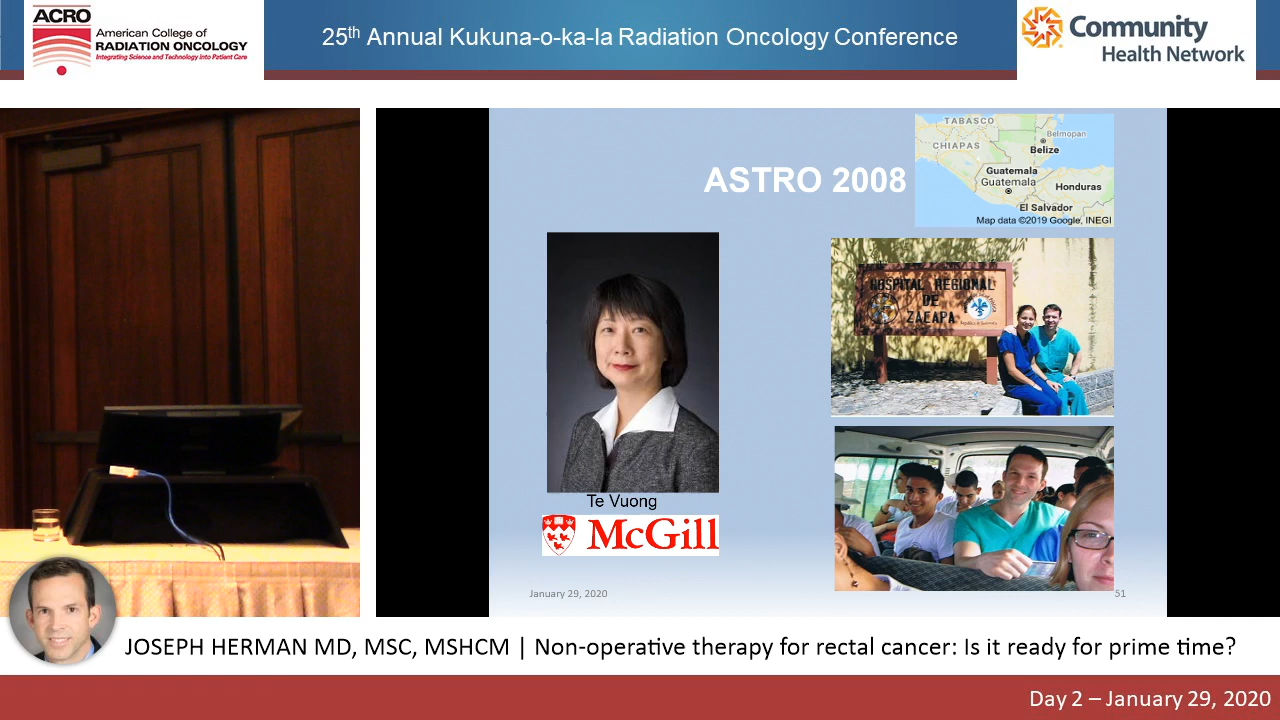 ACRO
American College of
RADIATION ONCOLOGY
Integrating Science and Technology Into Patient Care
25th Annual Kukuna-o-ka-la Radiation Oncology Conference
Community
Health Network
ASTRO 2008
TABASCO
CHIAPAS
Belmopan
Belize
Guatemala
Guatemala
Honduras
El Salvador
Map data ©2019 Google, INEGI
HOSPITAL REGIONAL
DE
ZACAPA
Te Vuong
McGill
January 29, 2020
51
JOSEPH HERMAN MD, MSC, MSHCM | Non-operative therapy for rectal cancer: Is it ready for prime time?
Day 2 – January 29, 2020